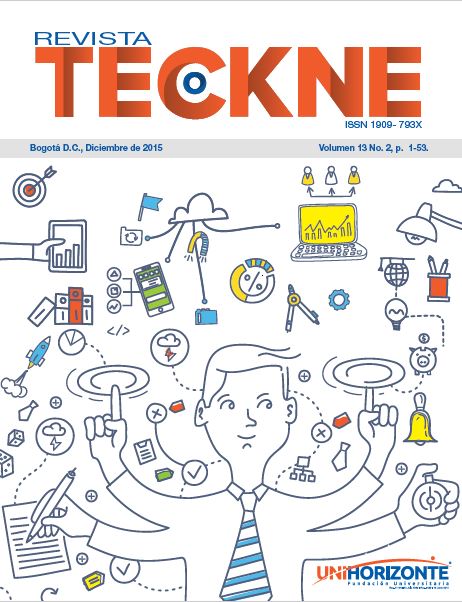 REVISTA
TECKNE
ISSN 1909- 793X
Bogotá D.C., Diciembre de 2015
Volumen 13 No. 2, p. 1-53.
</>
$
UNIHORIZONTE
Fundación Universitaria